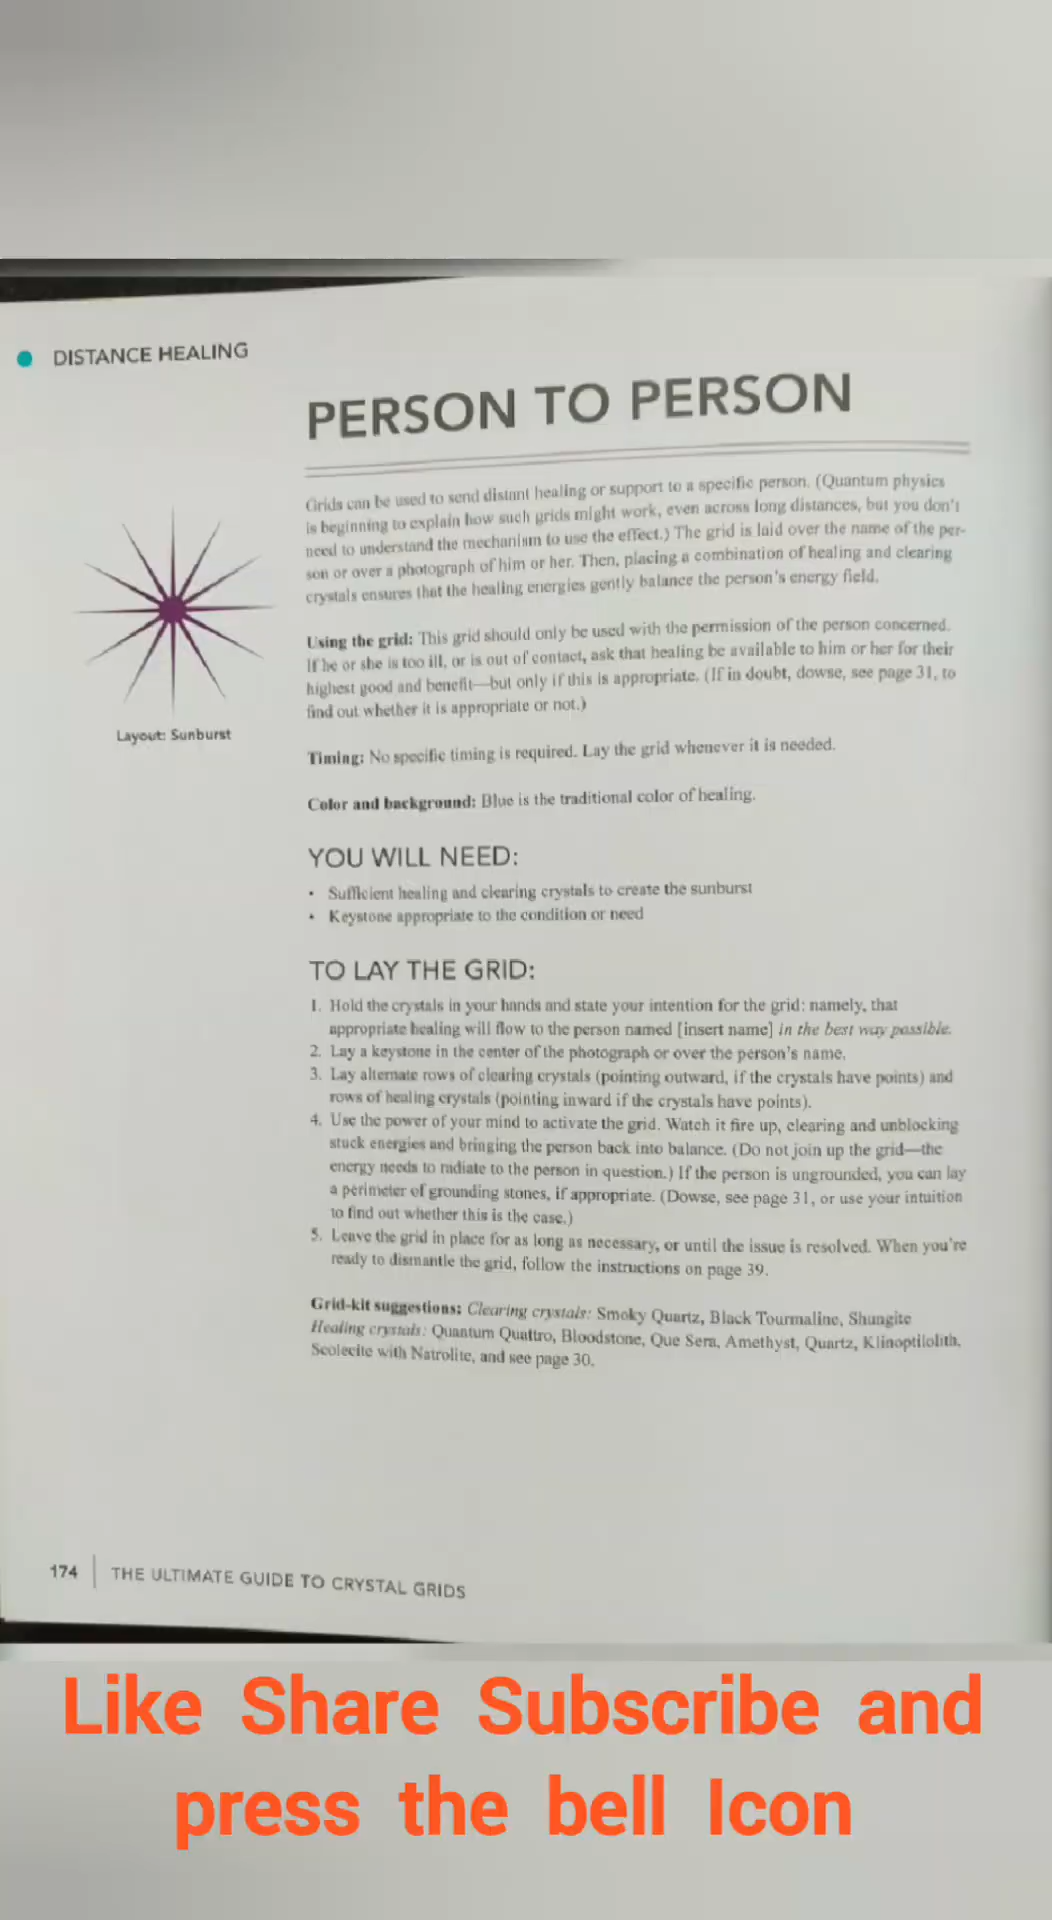 DISTANCE HEALING
PERSON TO PERSON
Grids can be used to send distant healing or support to a specific person. (Quantum physics
is beginning to explain how such grids might work, even across long distances, but you don't
need to understand the mechanism to use the effect.) The grid is laid over the name of the per-
son or over a photograph of him or her. Then, placing a combination of healing and clearing
crystals ensures that the healing energies gently balance the person's energy field.
Using the grid: This grid should only be used with the permission of the person concerned.
If he or she is too ill, or is out of contact, ask that healing be available to him or her for their
highest good and benefit—but only if this is appropriate. (If in doubt, dowse, see page 31, to
find out whether it is appropriate or not.)
Layout: Sunburst
Timing: No specific timing is required. Lay the grid whenever it is needed.
Color and background: Blue is the traditional color of healing.
YOU WILL NEED:
• Sufficient healing and clearing crystals to create the sunburst
• Keystone appropriate to the condition or need
TO LAY THE GRID:
1. Hold the crystals in your hands and state your intention for the grid: namely, that
appropriate healing will flow to the person named [insert name] in the best way possible.
2. Lay a keystone in the center of the photograph or over the person's name.
3. Lay alternate rows of clearing crystals (pointing outward, if the crystals have points) and
rows of healing crystals (pointing inward if the crystals have points).
4. Use the power of your mind to activate the grid. Watch it fire up, clearing and unblocking
stuck energies and bringing the person back into balance. (Do not join up the grid—the
energy needs to radiate to the person in question.) If the person is ungrounded, you can lay
a perimeter of grounding stones, if appropriate. (Dowse, see page 31, or use your intuition
to find out whether this is the case.)
5. Leave the grid in place for as long as necessary, or until the issue is resolved. When you're
ready to dismantle the grid, follow the instructions on page 39.
Grid-kit suggestions: Clearing crystals: Smoky Quartz, Black Tourmaline, Shungite
Healing crystals: Quantum Quattro, Bloodstone, Que Sera, Amethyst, Quartz, Klinoptilolith,
Scolecite with Natrolite, and see page 30.
174 | THE ULTIMATE GUIDE TO CRYSTAL GRIDS
Like Share Subscribe and
press the bell Icon